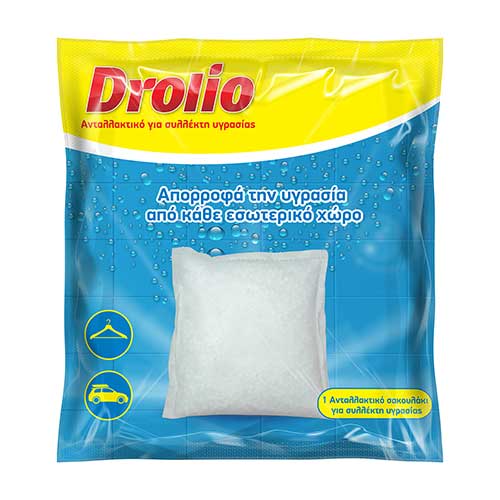 Drolio
Ανταλλακτικό για συλλέκτη υγρασίας
Απορροφά την υγρασία
από κάθε εσωτερικό χώρο
1 Ανταλλακτικό σακουλάκι
για συλλέκτη υγρασίας